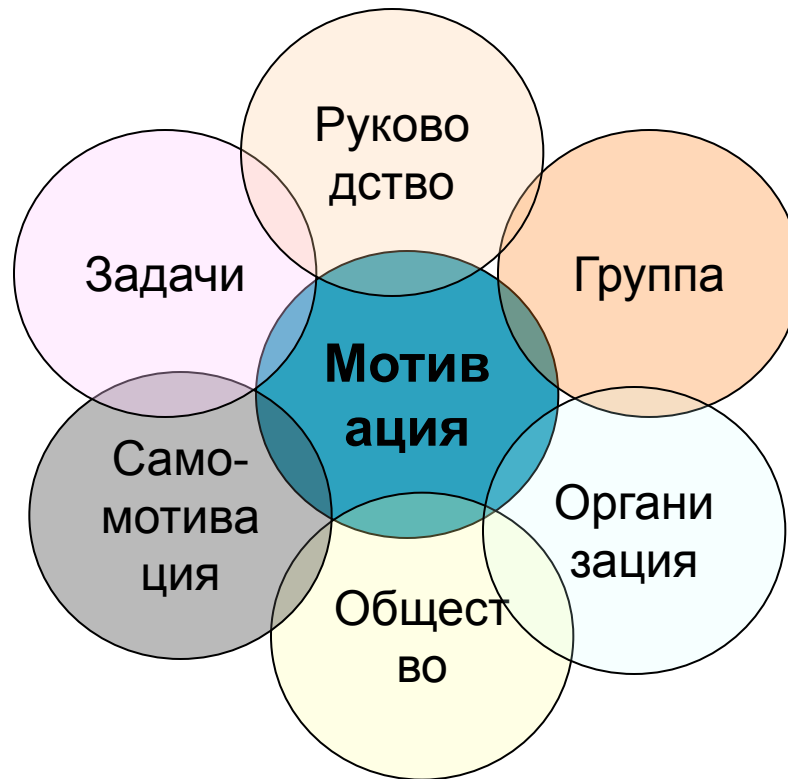 Руково
дство
Задачи
Группа
Мотив
ация
Само-
мотива
ция
Органи
зация
Общест
во